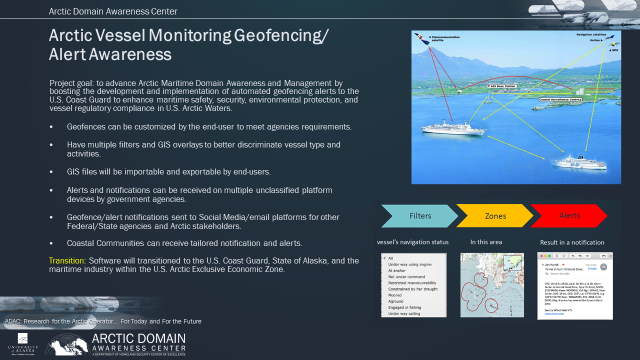 Arctic Domain Awareness Center
Arctic Vessel Monitoring Geofencing/
Alert Awareness
Project goal: to advance Arctic Maritime Domain Awareness and Management by
boosting the development and implementation of automated geofencing alerts to the
U.S. Coast Guard to enhance maritime safety, security, environmental protection, and
vessel regulatory compliance in U.S. Arctic Waters.
• Geofences can be customized by the end-user to meet agencies requirements.
• Have multiple filters and GIS overlays to better discriminate vessel type and
activities.
• GIS files will be importable and exportable by end-users.
• Alerts and notifications can be received on multiple unclassified platform
devices by government agencies.
• Geofence/alert notifications sent to Social Media/email platforms for other
Federal/State agencies and Arctic stakeholders.
• Coastal Communities can receive tailored notification and alerts.
Transition: Software will transitioned to the U.S. Coast Guard, State of Alaska, and the
maritime industry within the U.S. Arctic Exclusive Economic Zone.
Telecommunication
satellite
Navigation satellites
Filters
Zones
Alerts
vessel's navigation status
In this area
Result in a notification
All
Under way using engine
At anchor
Not under command
Restricted manoeuvrability
Constrained by her draught
Moored
Aground
Engaged in fishing
Under way sailing
ADAC: Research for the Arctic Operator... For Today and For the Future
UNIVERSITY
of ALASKA
ARCTIC DOMAIN
AWARENESS CENTER
A DEPARTMENT OF HOMELAND SECURITY CENTER OF EXCELLENCE